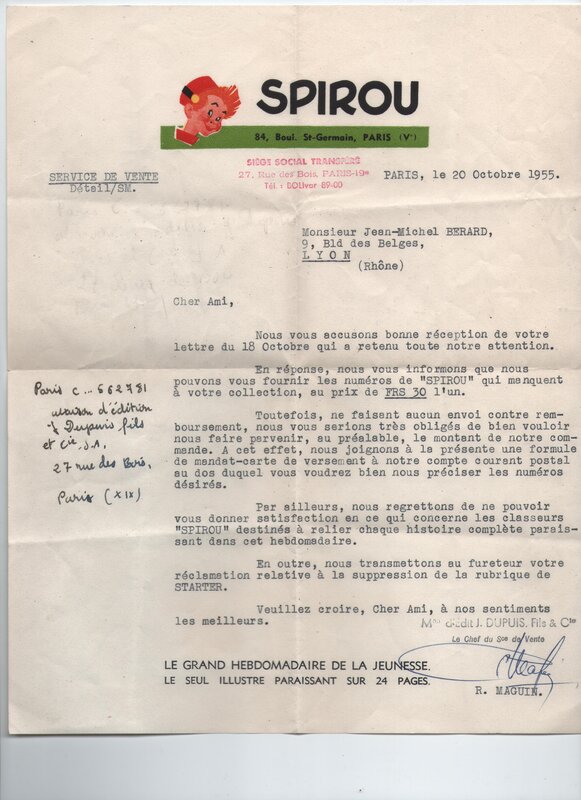 SPIROU
84, Boul. St-Germain, PARIS (Vᵉ)
SIÈGE SOCIAL TRANSFÉRÉ
27, Rue des Bois, PARIS-19ᵉ
Tél. : BOLivar 89-00
SERVICE DE VENTE
Détail/SM.
PARIS, le 20 Octobre 1955.
Monsieur Jean-Michel BERARD,
9, Bld des Belges,
L Y O N
(Rhône)
Cher Ami,
Nous vous accusons bonne réception de votre
lettre du 18 Octobre qui a retenu toute notre attention.
En réponse, nous vous informons que nous
pouvons vous fournir les numéros de "SPIROU" qui manquent
à votre collection, au prix de FRS 30 l'un.
Toutefois, ne faisant aucun envoi contre rem-
boursement, nous vous serions très obligés de bien vouloir
nous faire parvenir, au préalable, le montant de notre com-
mande. A cet effet, nous joignons à la présente une formule
de mandat-carte de versement à notre compte courant postal
au dos duquel vous voudrez bien nous préciser les numéros
désirés.
Par ailleurs, nous regrettons de ne pouvoir
vous donner satisfaction en ce qui concerne les classeurs
"SPIROU" destinés à relier chaque histoire complète parais-
sant dans cet hebdomadaire.
En outre, nous transmettons au fureteur votre
réclamation relative à la suppression de la rubrique de
STARTER.
Veuillez croire, Cher Ami, à nos sentiments
les meilleurs.
Paris C... 662781
maison d'édition
J Dupuis fils
et Cie. S.A.
27 rue des Bois,
Paris (XIX)
Mon d'édit J. DUPUIS, Fils & Cie
Le Chef du Sce de Vente
LE GRAND HEBDOMADAIRE DE LA JEUNESSE.
LE SEUL ILLUSTRE PARAISSANT SUR 24 PAGES.
R. MAGUIN.